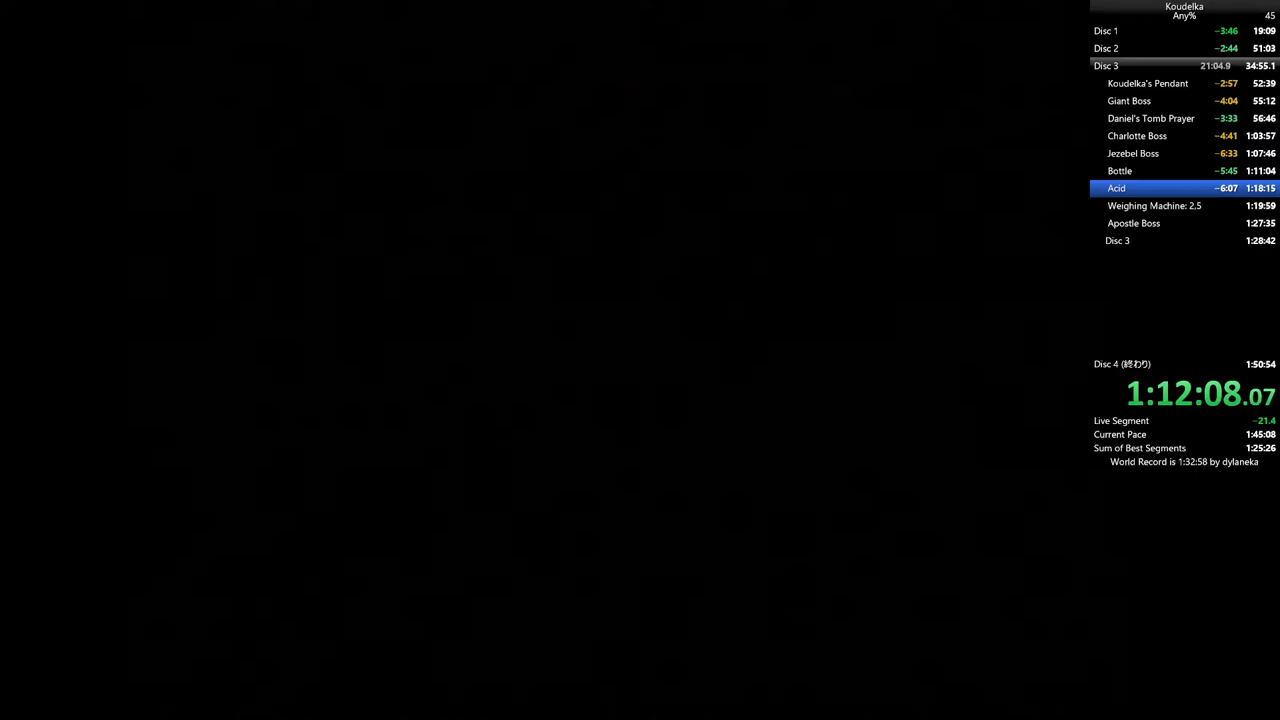 Koudelka
Any% 45
Disc 1 −3:46 19:09
Disc 2 −2:44 51:03
Disc 3 21:04.9 34:55.1
Koudelka's Pendant −2:57 52:39
Giant Boss −4:04 55:12
Daniel's Tomb Prayer −3:33 56:46
Charlotte Boss −4:41 1:03:57
Jezebel Boss −6:33 1:07:46
Bottle −5:45 1:11:04
Acid −6:07 1:18:15
Weighing Machine: 2,5 1:19:59
Apostle Boss 1:27:35
Disc 3 1:28:42
Disc 4 (終わり) 1:50:54
1:12:08.07
Live Segment −21.4
Current Pace 1:45:08
Sum of Best Segments 1:25:26
World Record is 1:32:58 by dylaneka